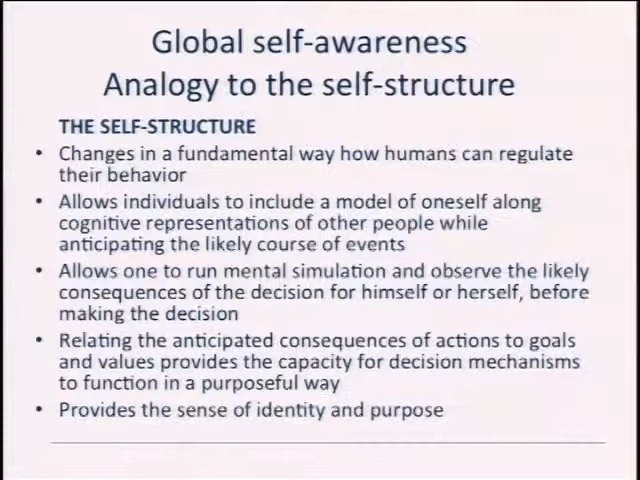 Global self-awareness
Analogy to the self-structure
THE SELF-STRUCTURE
• Changes in a fundamental way how humans can regulate
their behavior
• Allows individuals to include a model of oneself along
cognitive representations of other people while
anticipating the likely course of events
• Allows one to run mental simulation and observe the likely
consequences of the decision for himself or herself, before
making the decision
• Relating the anticipated consequences of actions to goals
and values provides the capacity for decision mechanisms
to function in a purposeful way
• Provides the sense of identity and purpose